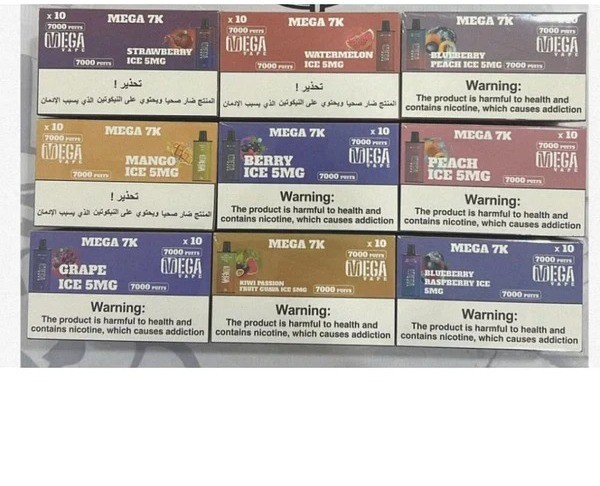 x 10
MEGA 7K
7000 PUFFS
MEGA
VAPE
STRAWBERRY
ICE 5MG
7000 PUFFS
تحذير !
المنتج ضار صحيا ويحتوي على النيكوتين الذي يسبب الإدمان
x 10
MEGA 7K
7000 PUFFS
MEGA
VAPE
WATERMELON
ICE 5MG
7000 PUFFS
تحذير !
المنتج ضار صحيا ويحتوي على النيكوتين الذي يسبب الإدمان
MEGA 7K
x 10
7000 PUFFS
MEGA
VAPE
BLUEBERRY
PEACH ICE 5MG
7000 PUFFS
Warning:
The product is harmful to health and
contains nicotine, which causes addiction
x 10
MEGA 7K
7000 PUFFS
MEGA
VAPE
MANGO
ICE 5MG
7000 PUFFS
تحذير !
المنتج ضار صحيا ويحتوي على النيكوتين الذي يسبب الإدمان
MEGA 7K
x 10
7000 PUFFS
MEGA
VAPE
BERRY
ICE 5MG
7000 PUFFS
Warning:
The product is harmful to health and
contains nicotine, which causes addiction
MEGA 7K
x 10
7000 PUFFS
MEGA
VAPE
PEACH
ICE 5MG
7000 PUFFS
Warning:
The product is harmful to health and
contains nicotine, which causes addiction
MEGA 7K
x 10
7000 PUFFS
MEGA
VAPE
GRAPE
ICE 5MG
7000 PUFFS
Warning:
The product is harmful to health and
contains nicotine, which causes addiction
MEGA 7K
x 10
7000 PUFFS
MEGA
VAPE
KIWI PASSION
FRUIT GUAVA ICE 5MG
7000 PUFFS
Warning:
The product is harmful to health and
contains nicotine, which causes addiction
MEGA 7K
x 10
7000 PUFFS
MEGA
VAPE
BLUEBERRY
RASPBERRY ICE
5MG
7000 PUFFS
Warning:
The product is harmful to health and
contains nicotine, which causes addiction